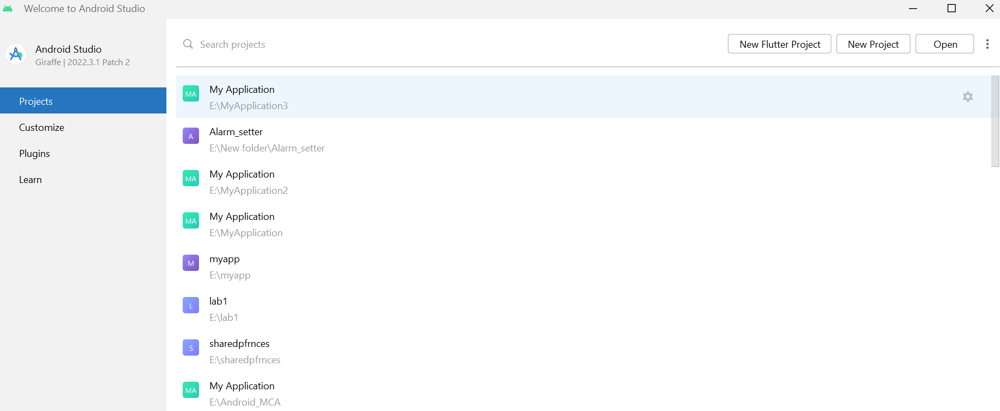 Welcome to Android Studio
Android Studio
Giraffe | 2022.3.1 Patch 2
Projects
Customize
Plugins
Learn
Search projects
New Flutter Project
New Project
Open
MA
My Application
E:\MyApplication3
A
Alarm_setter
E:\New folder\Alarm_setter
MA
My Application
E:\MyApplication2
MA
My Application
E:\MyApplication
M
myapp
E:\myapp
L
lab1
E:\lab1
S
sharedpfrnces
E:\sharedpfrnces
MA
My Application
E:\Android_MCA